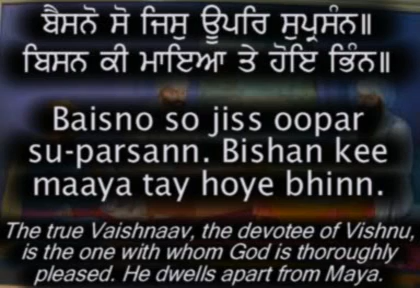 ਬੈਸਨੋ ਸੋ ਜਿਸੁ ਊਪਰਿ ਸੁਪ੍ਰਸੰਨ॥
ਬਿਸਨ ਕੀ ਮਾਇਆ ਤੇ ਹੋਇ ਭਿੰਨ॥
Baisno so jiss oopar
su-parsann. Bishan kee
maaya tay hoye bhinn.
The true Vaishnaav, the devotee of Vishnu,
is the one with whom God is thoroughly
pleased. He dwells apart from Maya.